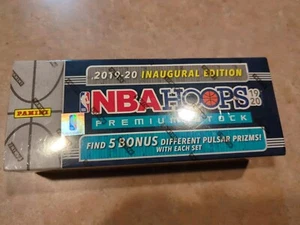 2019-20 INAUGURAL EDITION
PANINI
NBA HOOPS 19 20
PREMIUM STOCK
FIND 5 BONUS DIFFERENT PULSAR PRIZMS!
WITH EACH SET